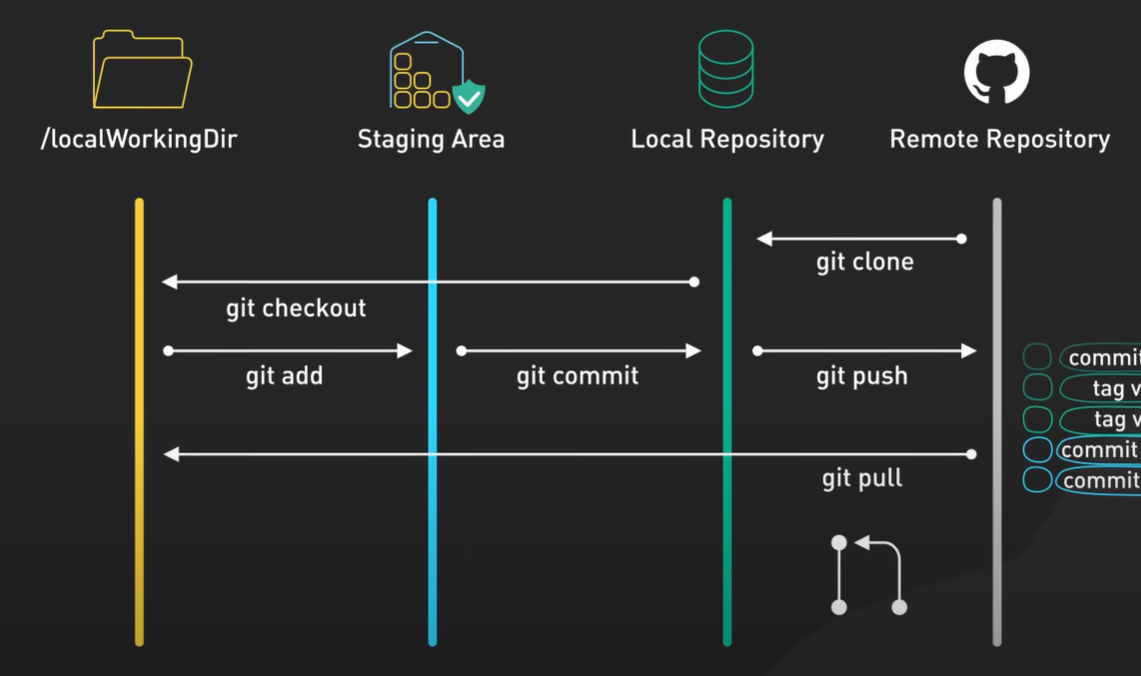 /localWorkingDir
Staging Area
Local Repository
Remote Repository
git clone
git checkout
git add
git commit
git push
commit
tag v
tag v
commit
commit
git pull